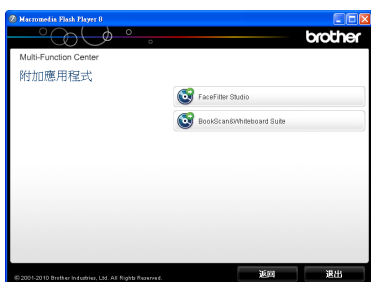 Macromedia Flash Player 8
brother
Multi-Function Center
附加應用程式
FaceFilter Studio
BookScan&Whiteboard Suite
© 2001-2010 Brother Industries, Ltd. All Rights Reserved.
返回
退出